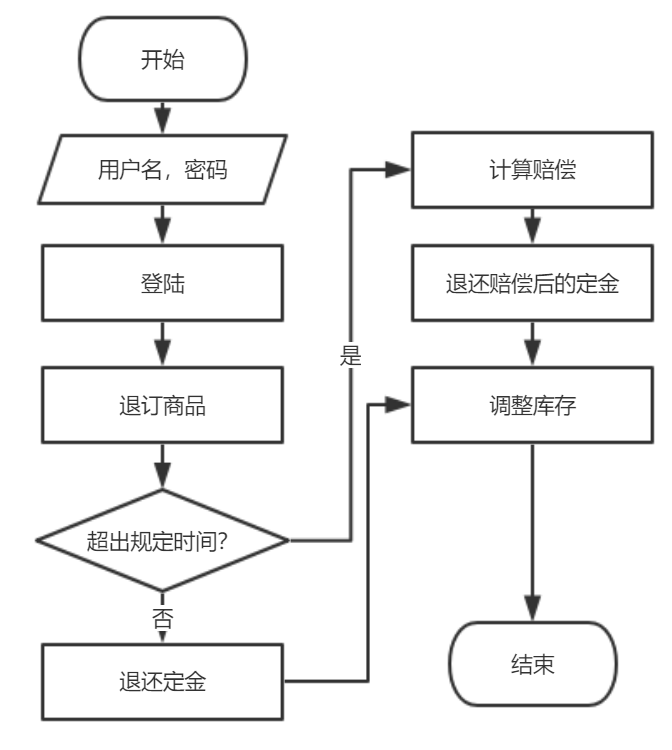 开始
用户名，密码
登陆
退订商品
超出规定时间？
否
退还定金
是
计算赔偿
退还赔偿后的定金
调整库存
结束